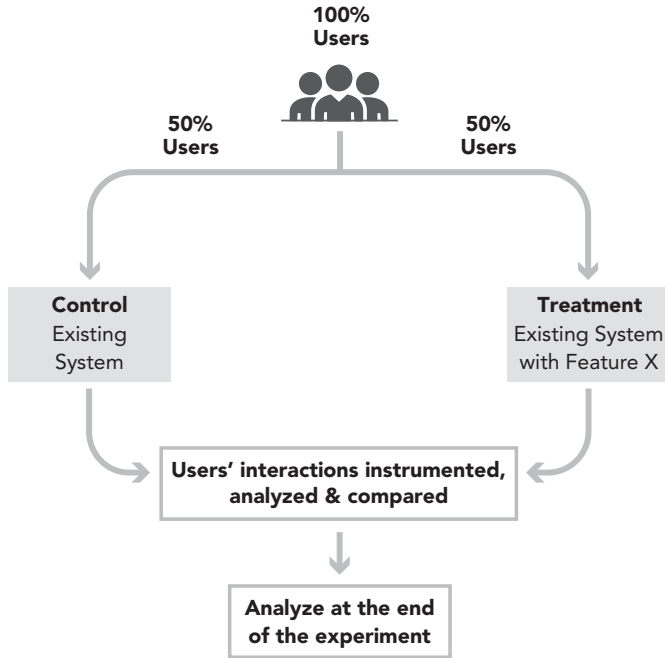 100%
Users
50%
Users
50%
Users
Control
Existing
System
Treatment
Existing System
with Feature X
Users’ interactions instrumented,
analyzed & compared
Analyze at the end
of the experiment